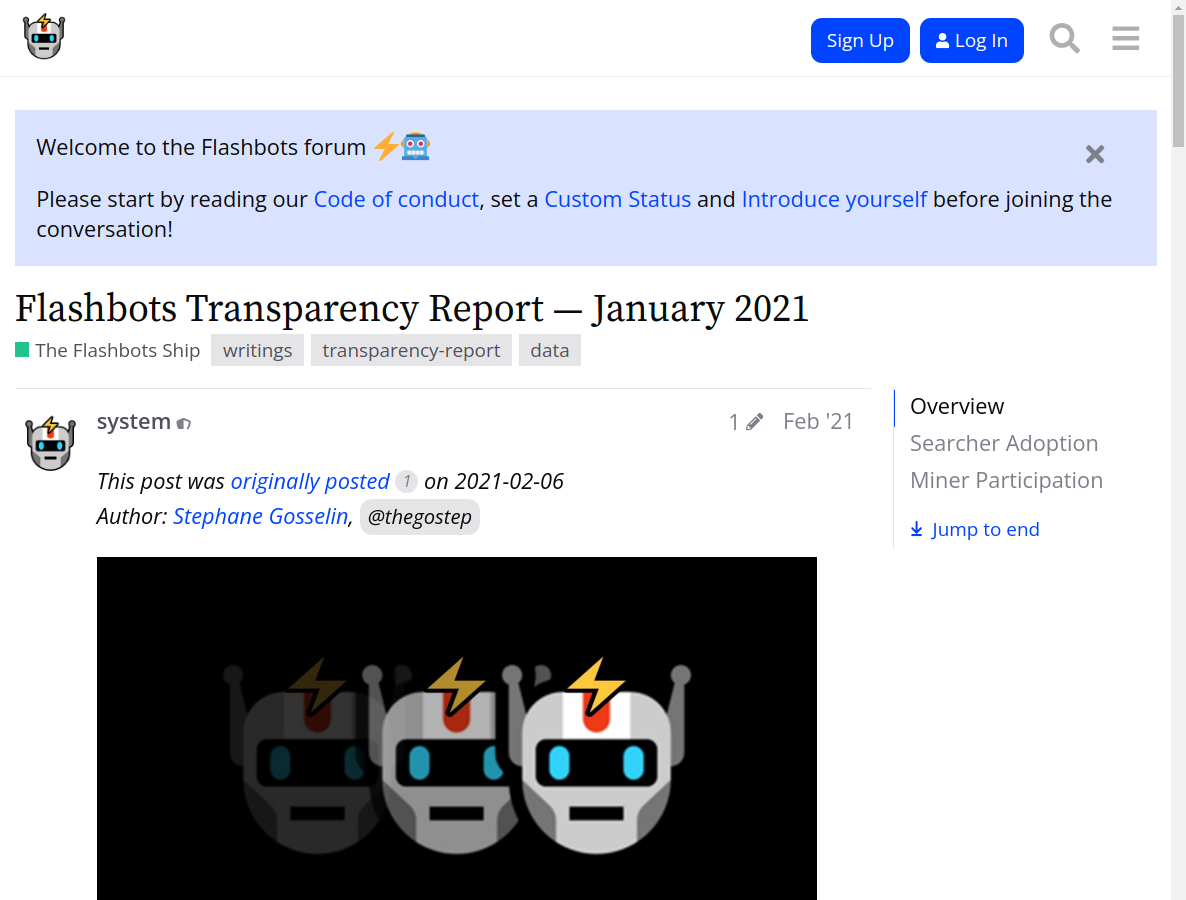 Sign Up
Log In
Welcome to the Flashbots forum
Please start by reading our Code of conduct, set a Custom Status and Introduce yourself before joining the
conversation!
Flashbots Transparency Report — January 2021
The Flashbots Ship writings transparency-report data
system 1 Feb '21
This post was originally posted 1 on 2021-02-06
Author: Stephane Gosselin, @thegostep
Overview
Searcher Adoption
Miner Participation
Jump to end